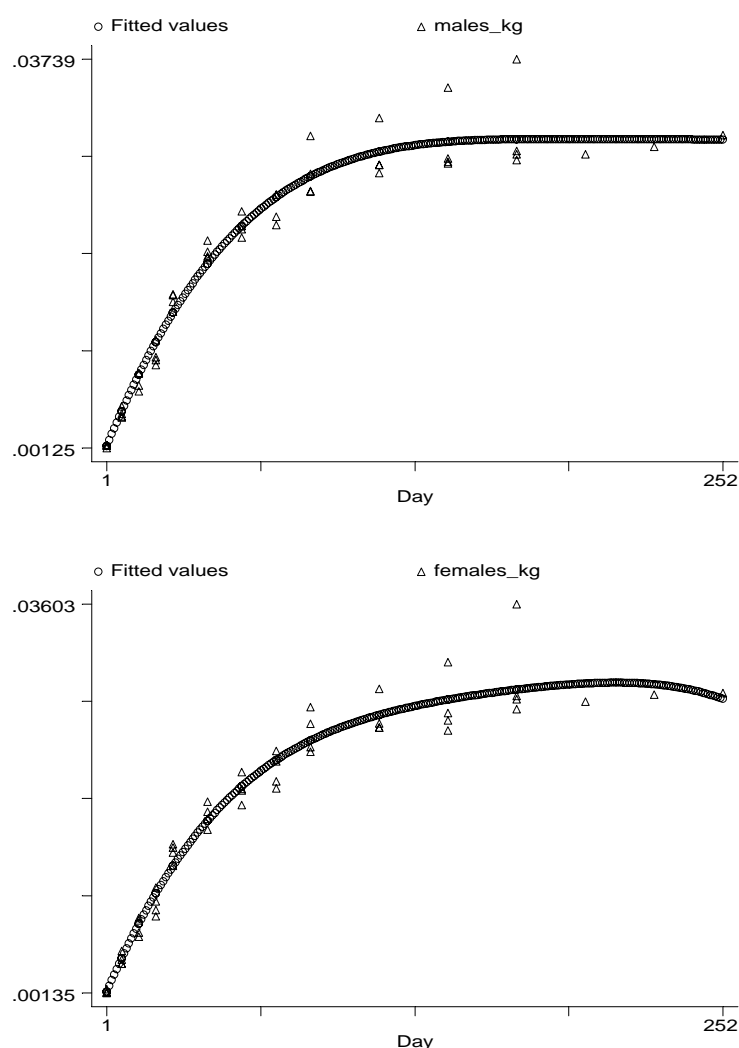 Fitted values males_kg
.03739
.00125
1 252
Day
Fitted values females_kg
.03603
.00135
1 252
Day